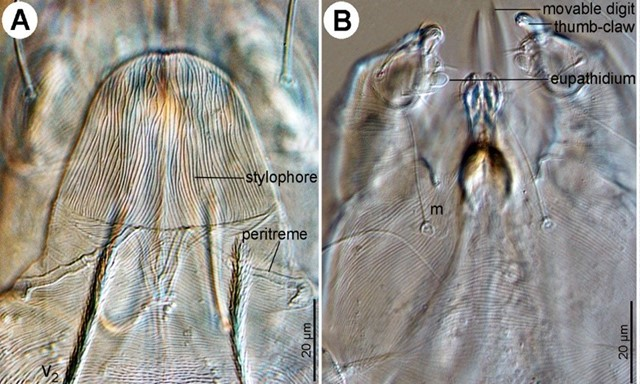 A
stylophore
peritreme
v2
20 µm
B
movable digit
thumb-claw
eupathidium
m
20 µm